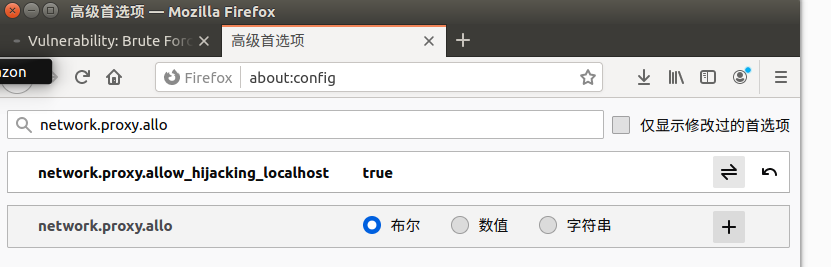 高级首选项 — Mozilla Firefox
Vulnerability: Brute Forc
高级首选项
azon
Firefox
about:config
network.proxy.allo
仅显示修改过的首选项
network.proxy.allow_hijacking_localhost true
network.proxy.allo 布尔 数值 字符串